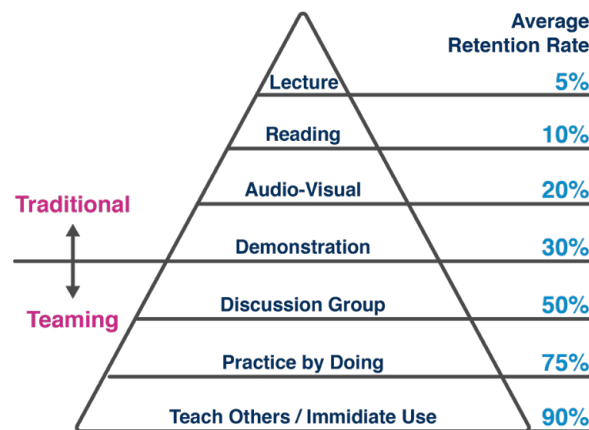 Average
Retention Rate
Lecture 5%
Reading 10%
Audio-Visual 20%
Traditional
Demonstration 30%
Teaming
Discussion Group 50%
Practice by Doing 75%
Teach Others / Immidiate Use 90%